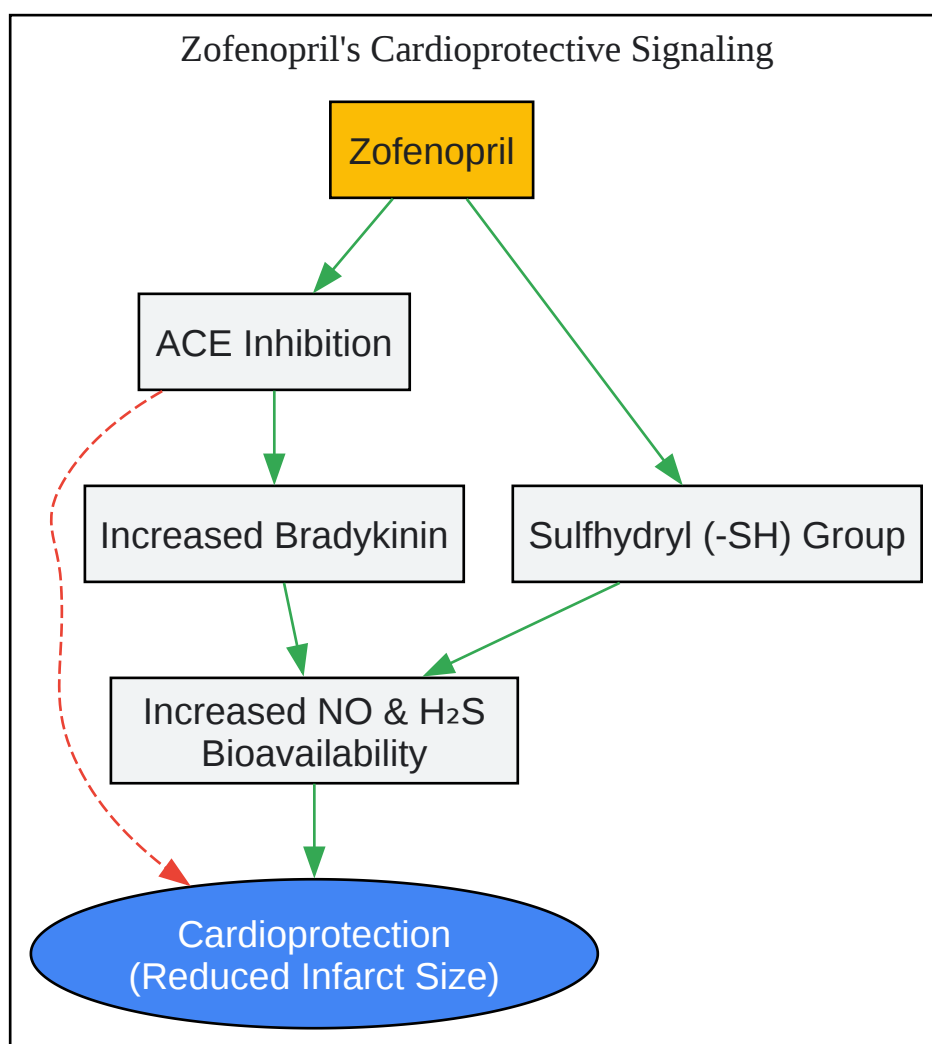 Zofenopril's Cardioprotective Signaling
Zofenopril
ACE Inhibition
Increased Bradykinin
Sulfhydryl (-SH) Group
Increased NO & H₂S
Bioavailability
Cardioprotection
(Reduced Infarct Size)